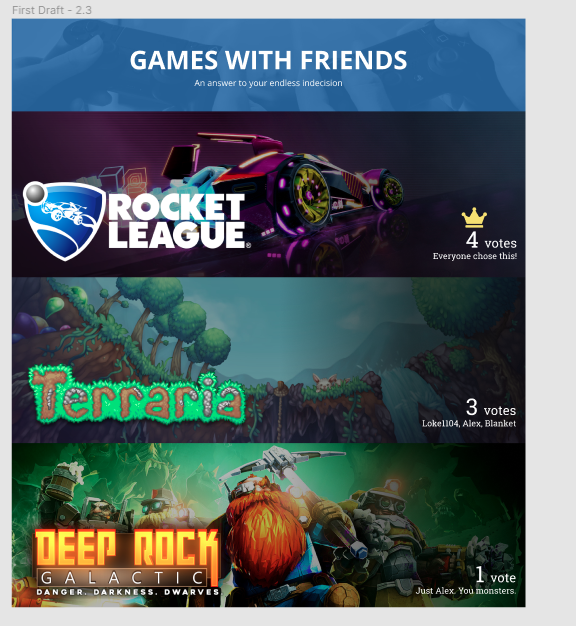 First Draft - 2.3
GAMES WITH FRIENDS
An answer to your endless indecision
ROCKET
LEAGUE®
4 votes
Everyone chose this!
Terraria
3 votes
Loke1104, Alex, Blanket
DEEP ROCK
GALACTIC
DANGER. DARKNESS. DWARVES.
1 vote
Just Alex. You monsters.